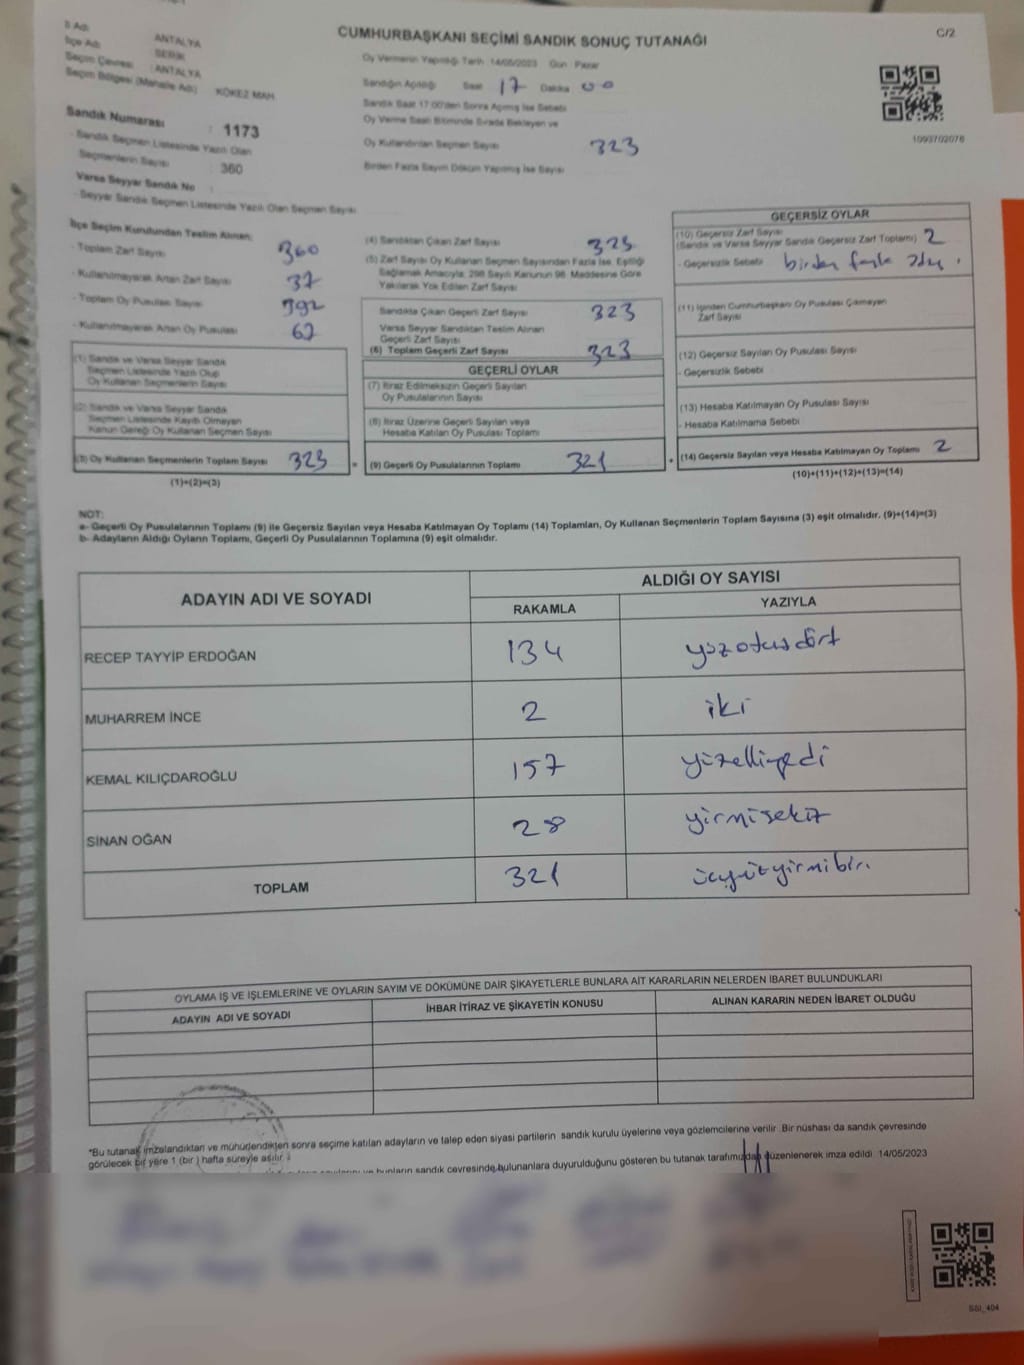 C/2
CUMHURBAŞKANI SEÇİMİ SANDIK SONUÇ TUTANAĞI
İl Adı ANTALYA
İlçe Adı SERİK
Seçim Çevresi : ANTALYA
Seçim Bölgesi (Mahalle Adı) KÖKEZ MAH.
Sandık Numarası : 1173
- Sandık Seçmen Listesinde Yazılı Olan
Seçmenlerin Sayısı : 360
Varsa Seyyar Sandık No :
- Seyyar Sandık Seçmen Listesinde Yazılı Olan Seçmen Sayısı
Oy Vermenin Yapıldığı Tarih : 14/05/2023 Gün : Pazar
Sandığın Açıldığı Saat 17 Dakika 00
Sandık Saat 17:00'den Sonra Açılmış İse Sebebi
Oy Verme Saati Bitiminde Sırada Bekleyen ve
Oy Kullandırılan Seçmen Sayısı 323
Birden Fazla Sayım Döküm Yapılmış İse Sayısı
1093702076
İlçe Seçim Kurulundan Teslim Alınan;
- Toplam Zarf Sayısı 360
- Kullanılmayarak Artan Zarf Sayısı 37
- Toplam Oy Pusulası Sayısı 392
- Kullanılmayarak Artan Oy Pusulası
(1) Sandık ve Varsa Seyyar Sandık
Seçmen Listesinde Yazılı Olup
Oy Kullanan Seçmenlerin Sayısı
(2) Sandık ve Varsa Seyyar Sandık
Seçmen Listesinde Kayıtlı Olmayan
Kanun Gereği Oy Kullanan Seçmen Sayısı
(3) Oy Kullanan Seçmenlerin Toplam Sayısı 323
(1)+(2)=(3)
(4) Sandıktan Çıkan Zarf Sayısı 323
(5) Zarf Sayısı Oy Kullanan Seçmen Sayısından Fazla İse, Eşitliği
Sağlamak Amacıyla, 298 Sayılı Kanunun 98. Maddesine Göre
Yakılarak Yok Edilen Zarf Sayısı
Sandıkta Çıkan Geçerli Zarf Sayısı 323
Varsa Seyyar Sandıktan Teslim Alınan
Geçerli Zarf Sayısı
(6) Toplam Geçerli Zarf Sayısı 323
GEÇERLİ OYLAR
(7) İtiraz Edilmeksizin Geçerli Sayılan
Oy Pusulalarının Sayısı
(8) İtiraz Üzerine Geçerli Sayılan veya
Hesaba Katılan Oy Pusulası Toplamı
(9) Geçerli Oy Pusulalarının Toplamı 321
GEÇERSİZ OYLAR
(10) Geçersiz Zarf Sayısı
(Sandık ve Varsa Seyyar Sandık Geçersiz Zarf Toplamı) 2
- Geçersizlik Sebebi birden fazla
(11) İçinden Cumhurbaşkanı Oy Pusulası Çıkmayan
Zarf Sayısı
(12) Geçersiz Sayılan Oy Pusulası Sayısı
- Geçersizlik Sebebi
(13) Hesaba Katılmayan Oy Pusulası Sayısı
- Hesaba Katılmama Sebebi
(14) Geçersiz Sayılan veya Hesaba Katılmayan Oy Toplamı 2
(10)+(11)+(12)+(13)=(14)
NOT:
a- Geçerli Oy Pusulalarının Toplamı (9) ile Geçersiz Sayılan veya Hesaba Katılmayan Oy Toplamı (14) Toplamları, Oy Kullanan Seçmenlerin Toplam Sayısına (3) eşit olmalıdır. (9)+(14)=(3)
b- Adayların Aldığı Oyların Toplamı, Geçerli Oy Pusulalarının Toplamına (9) eşit olmalıdır.
ADAYIN ADI VE SOYADI ALDIĞI OY SAYISI
RAKAMLA YAZIYLA
RECEP TAYYİP ERDOĞAN 134 yüzotuzdört
MUHARREM İNCE 2 iki
KEMAL KILIÇDAROĞLU 157 yüzelliyedi
SİNAN OĞAN 28 yirmisekiz
TOPLAM 321 üçyüzyirmibir.
OYLAMA İŞ VE İŞLEMLERİNE VE OYLARIN SAYIM VE DÖKÜMÜNE DAİR ŞİKAYETLERLE BUNLARA AİT KARARLARIN NELERDEN İBARET BULUNDUKLARI
ADAYIN ADI VE SOYADI İHBAR İTİRAZ VE ŞİKAYETİN KONUSU ALINAN KARARIN NEDEN İBARET OLDUĞU
*Bu tutanak imzalandıktan ve mühürlendikten sonra seçime katılan adayların ve talep eden siyasi partilerin sandık kurulu üyelerine veya gözlemcilerine verilir. Bir nüshası da sandık çevresinde
görülecek bir yere 1 (bir) hafta süreyle asılır.
bunların sandık çevresinde bulunanlara duyurulduğunu gösteren bu tutanak tarafımızdan düzenlenerek imza edildi. 14/05/2023
SSI_404